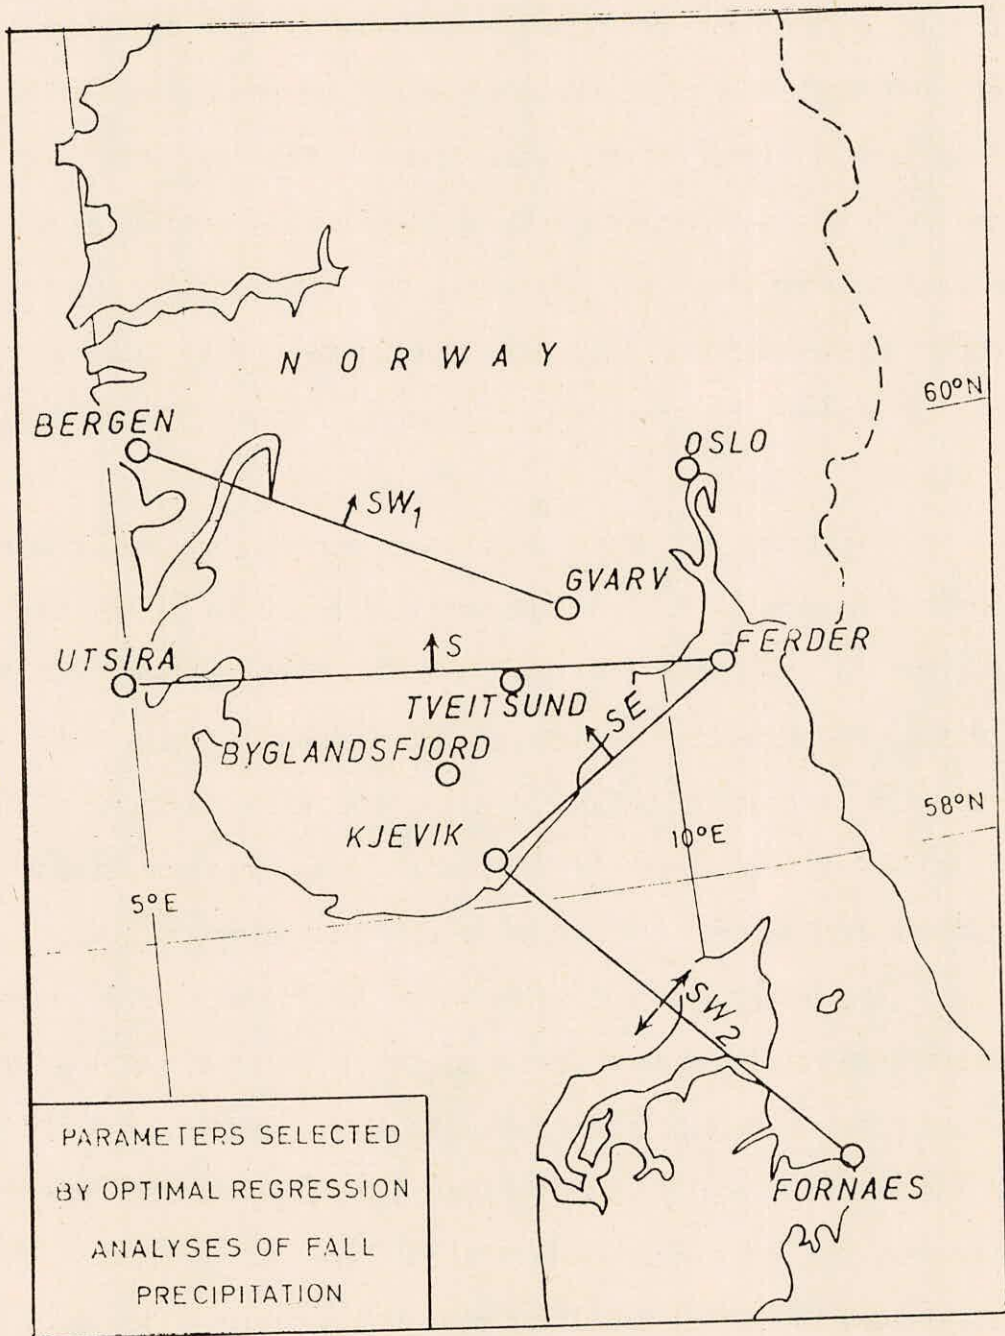 NORWAY
60°N
BERGEN
OSLO
SW1
GVARV
UTSIRA
S
FERDER
TVEITSUND
SE
BYGLANDSFJORD
58°N
KJEVIK
10°E
5°E
SW2
PARAMETERS SELECTED
BY OPTIMAL REGRESSION
ANALYSES OF FALL
PRECIPITATION
FORNAES